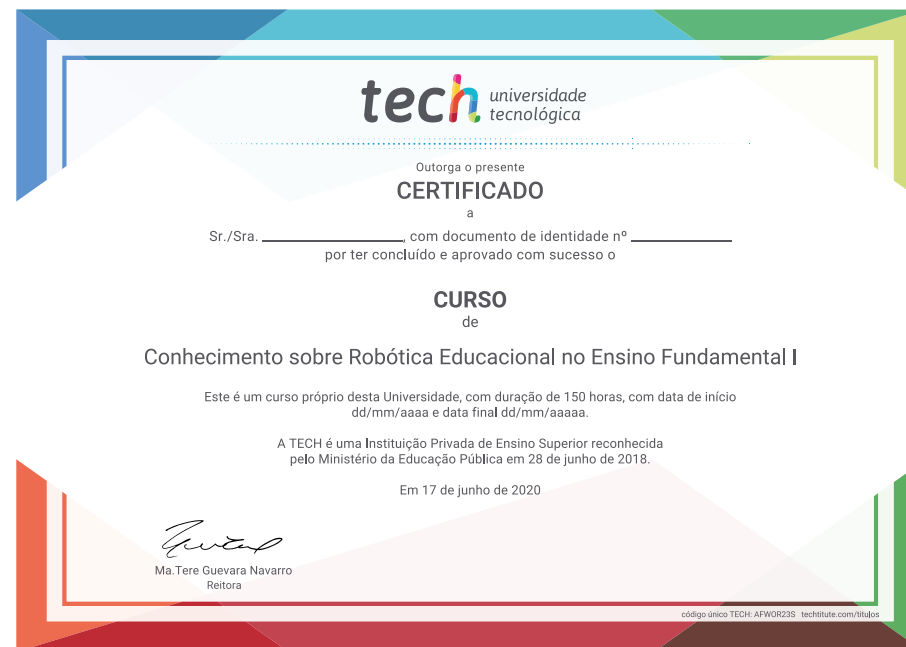 tech universidade
tecnológica
Outorga o presente
CERTIFICADO
a
Sr./Sra. ________________, com documento de identidade nº ____________
por ter concluído e aprovado com sucesso o
CURSO
de
Conhecimento sobre Robótica Educacional no Ensino Fundamental I
Este é um curso próprio desta Universidade, com duração de 150 horas, com data de início
dd/mm/aaaa e data final dd/mm/aaaaa.
A TECH é uma Instituição Privada de Ensino Superior reconhecida
pelo Ministério da Educação Pública em 28 de junho de 2018.
Em 17 de junho de 2020
Ma.Tere Guevara Navarro
Reitora
código único TECH: AFWOR23S techtitute.com/titulos